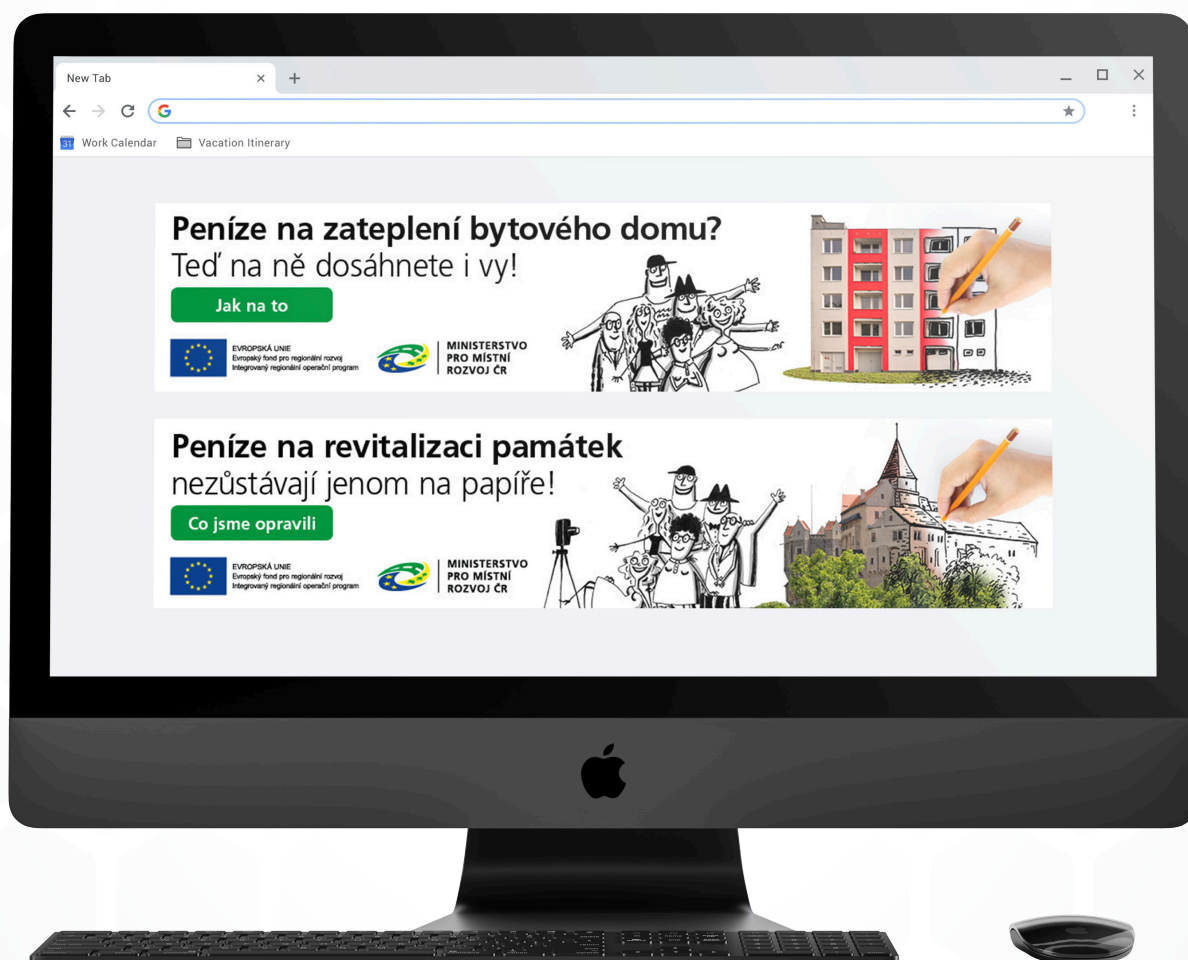 New Tab
Work Calendar
Vacation Itinerary
Peníze na zateplení bytového domu?
Teď na ně dosáhnete i vy!
Jak na to
EVROPSKÁ UNIE
Evropský fond pro regionální rozvoj
Integrovaný regionální operační program
MINISTERSTVO
PRO MÍSTNÍ
ROZVOJ ČR
Peníze na revitalizaci památek
nezůstávají jenom na papíře!
Co jsme opravili
EVROPSKÁ UNIE
Evropský fond pro regionální rozvoj
Integrovaný regionální operační program
MINISTERSTVO
PRO MÍSTNÍ
ROZVOJ ČR